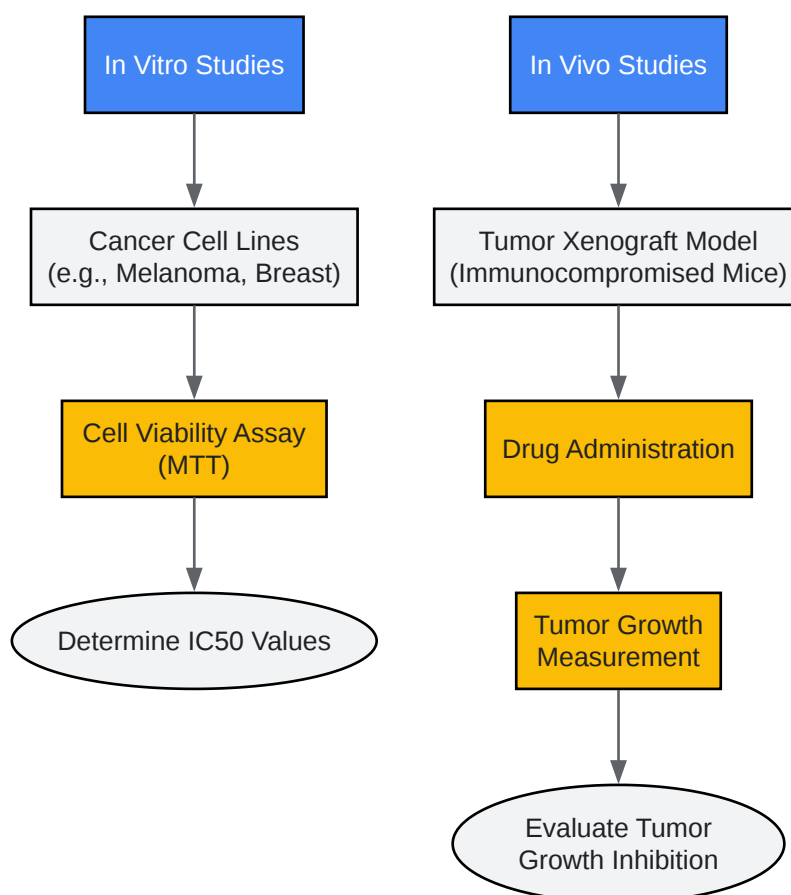 In Vitro Studies
Cancer Cell Lines
(e.g., Melanoma, Breast)
Cell Viability Assay
(MTT)
Determine IC50 Values
In Vivo Studies
Tumor Xenograft Model
(Immunocompromised Mice)
Drug Administration
Tumor Growth
Measurement
Evaluate Tumor
Growth Inhibition